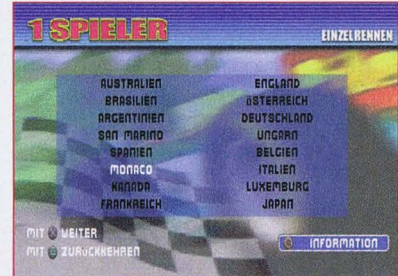 1 SPIELER
EINZELRENNEN
AUSTRALIEN
BRASILIEN
ARGENTINIEN
SAN MARINO
SPANIEN
MONACO
KANADA
FRANKREICH
ENGLAND
ÖSTERREICH
DEUTSCHLAND
UNGARN
BELGIEN
ITALIEN
LUXEMBURG
JAPAN
MIT WEITER
MIT ZURÜCKKEHREN
INFORMATION